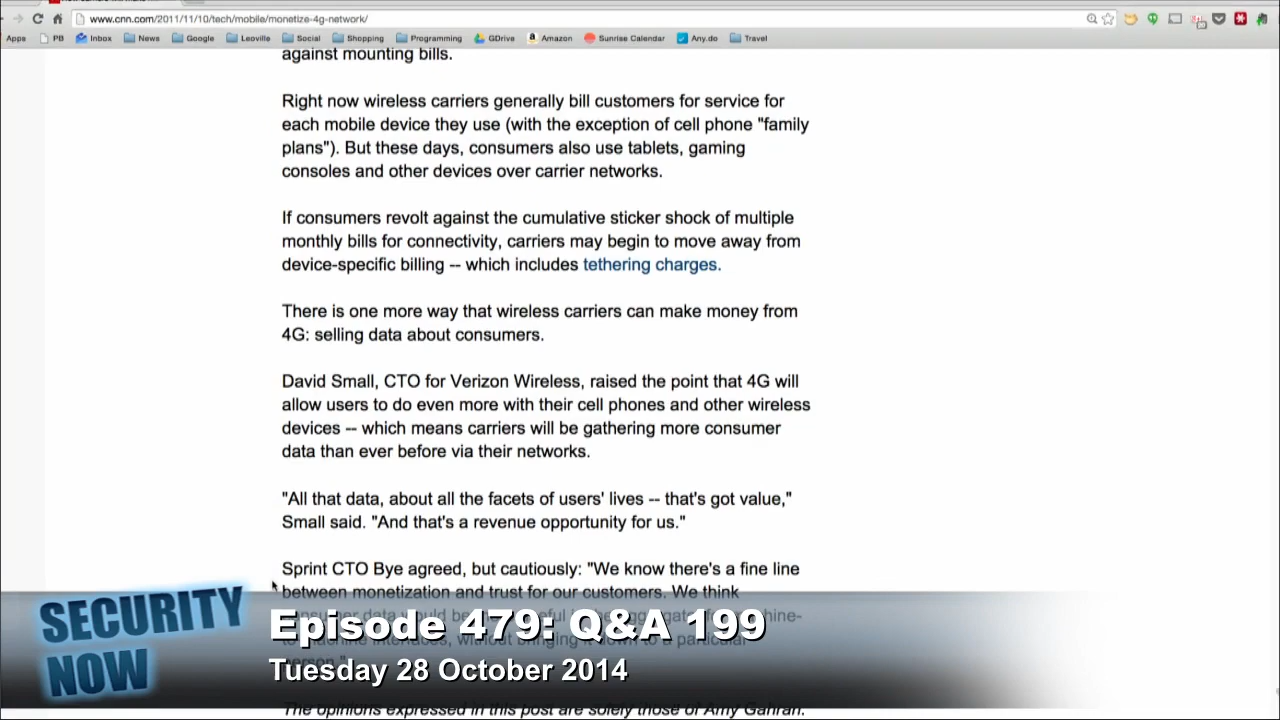 www.cnn.com/2011/11/10/tech/mobile/monetize-4g-network/
Apps PB Inbox News Google Leoville Social Shopping Programming GDrive Amazon Sunrise Calendar Any.do Travel
against mounting bills.
Right now wireless carriers generally bill customers for service for
each mobile device they use (with the exception of cell phone "family
plans"). But these days, consumers also use tablets, gaming
consoles and other devices over carrier networks.
If consumers revolt against the cumulative sticker shock of multiple
monthly bills for connectivity, carriers may begin to move away from
device-specific billing -- which includes tethering charges.
There is one more way that wireless carriers can make money from
4G: selling data about consumers.
David Small, CTO for Verizon Wireless, raised the point that 4G will
allow users to do even more with their cell phones and other wireless
devices -- which means carriers will be gathering more consumer
data than ever before via their networks.
"All that data, about all the facets of users' lives -- that's got value,"
Small said. "And that's a revenue opportunity for us."
Sprint CTO Bye agreed, but cautiously: "We know there's a fine line
between monetization and trust for our customers. We think
SECURITY
NOW
Episode 479: Q&A 199
Tuesday 28 October 2014
The opinions expressed in this post are solely those of Amy Gahran.